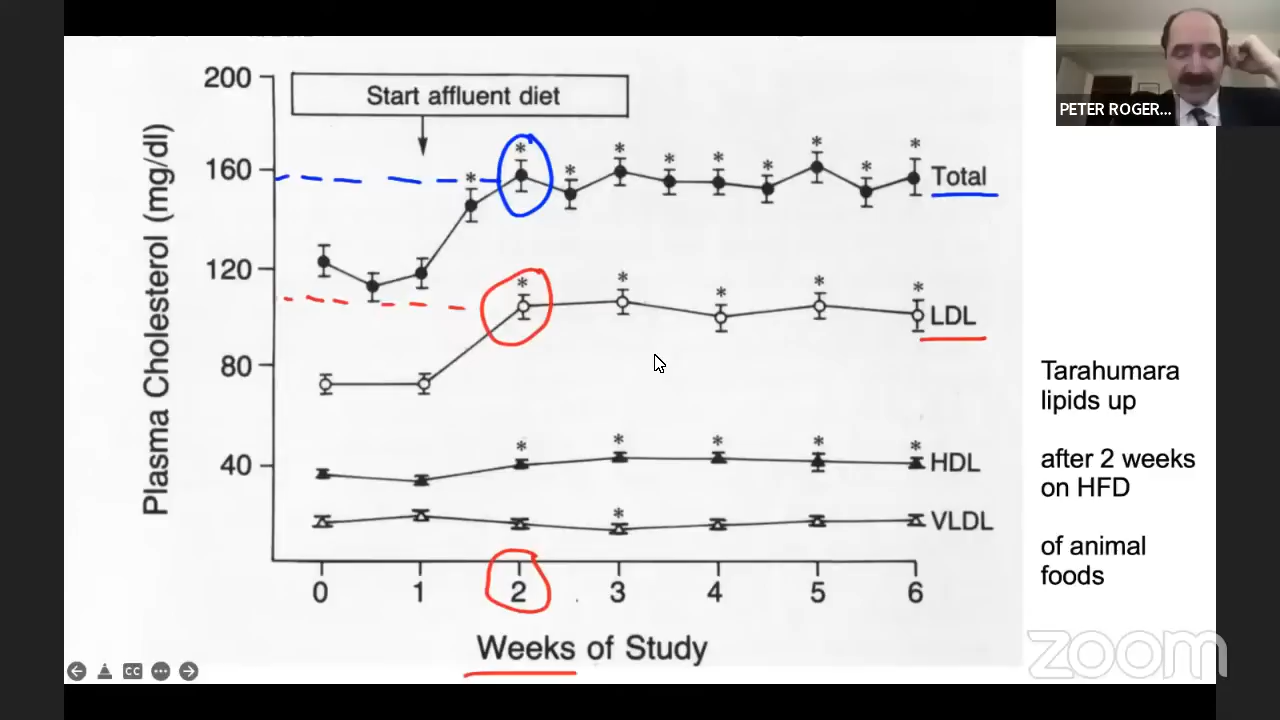 PETER ROGER...
200
Start affluent diet
160
120
80
40
Plasma Cholesterol (mg/dl)
* * * * * * * * * *
Total
* * * * *
LDL
* * * * *
HDL
*
VLDL
0 1 2 3 4 5 6
Weeks of Study
Tarahumara
lipids up
after 2 weeks
on HFD
of animal
foods
CC
zoom